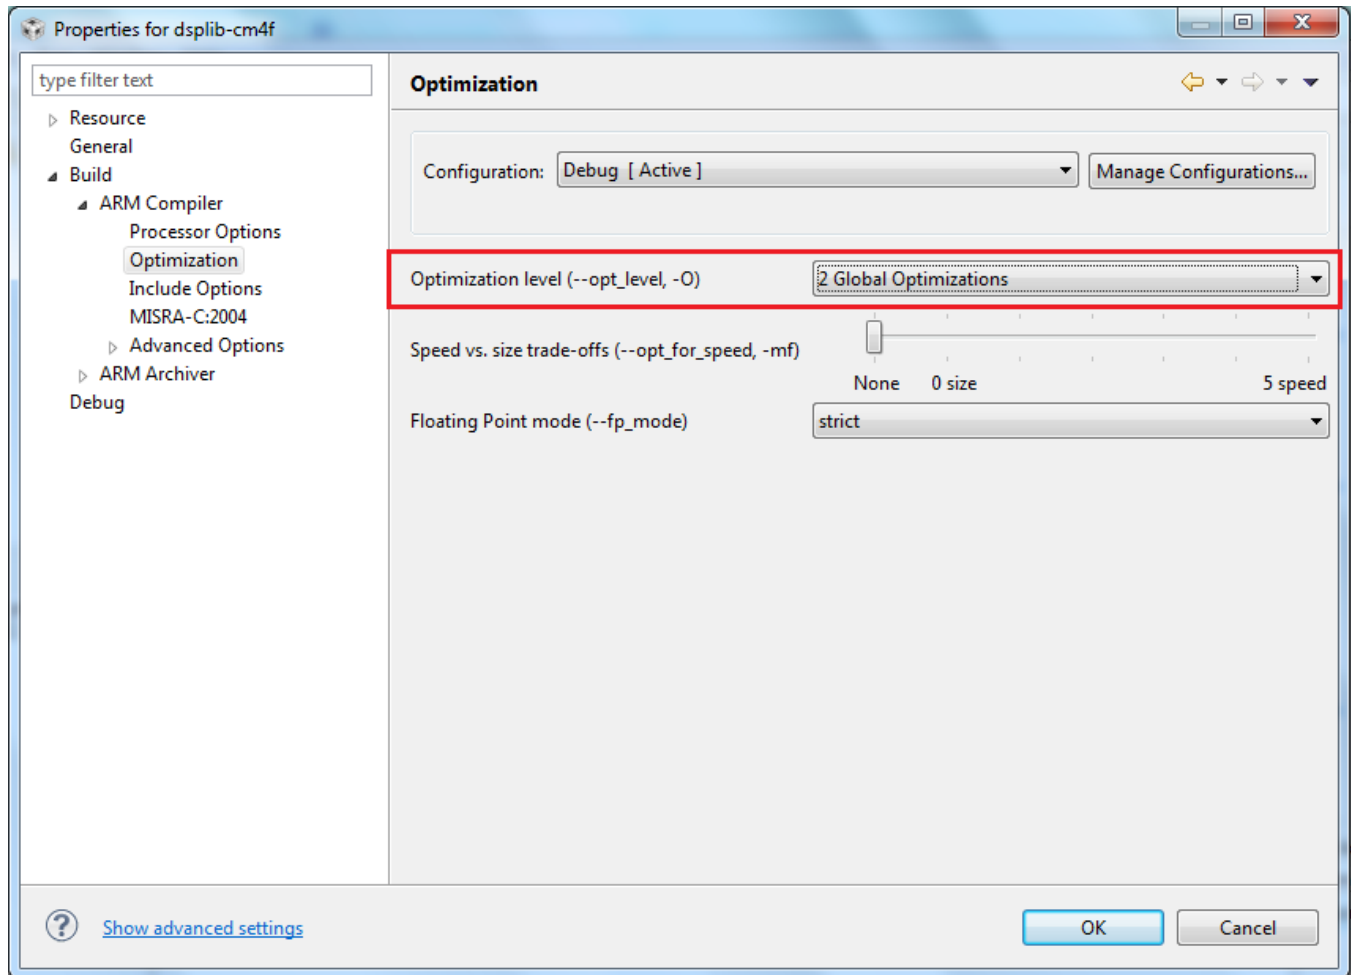 Properties for dsplib-cm4f
type filter text
Resource
General
Build
ARM Compiler
Processor Options
Optimization
Include Options
MISRA-C:2004
Advanced Options
ARM Archiver
Debug
Optimization
Configuration: Debug [ Active ] Manage Configurations...
Optimization level (--opt_level, -O) 2 Global Optimizations
Speed vs. size trade-offs (--opt_for_speed, -mf)
None 0 size 5 speed
Floating Point mode (--fp_mode) strict
Show advanced settings
OK Cancel